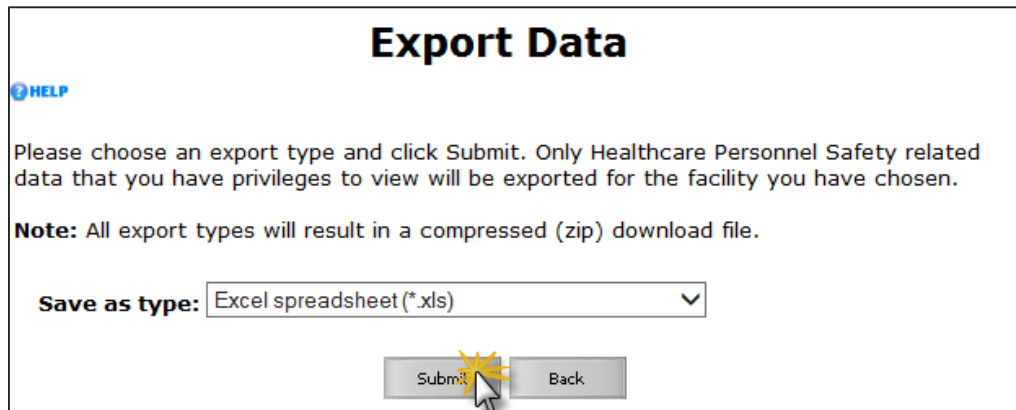 Export Data
HELP
Please choose an export type and click Submit. Only Healthcare Personnel Safety related
data that you have privileges to view will be exported for the facility you have chosen.
Note: All export types will result in a compressed (zip) download file.
Save as type: Excel spreadsheet (*.xls)
Submit Back